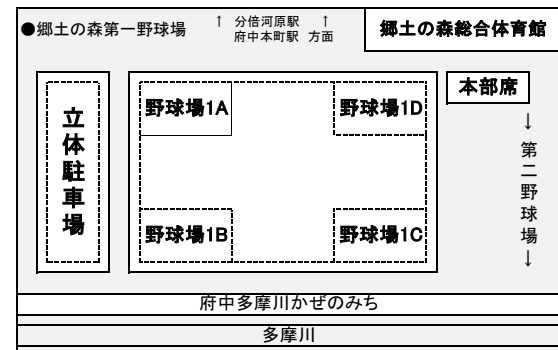 ●郷土の森第一野球場
↑ 分倍河原駅 ↑
府中本町駅 方面
郷土の森総合体育館
本部席
立体駐車場
野球場1A
野球場1D
↓第二野球場↓
野球場1B
野球場1C
府中多摩川かぜのみち
多摩川